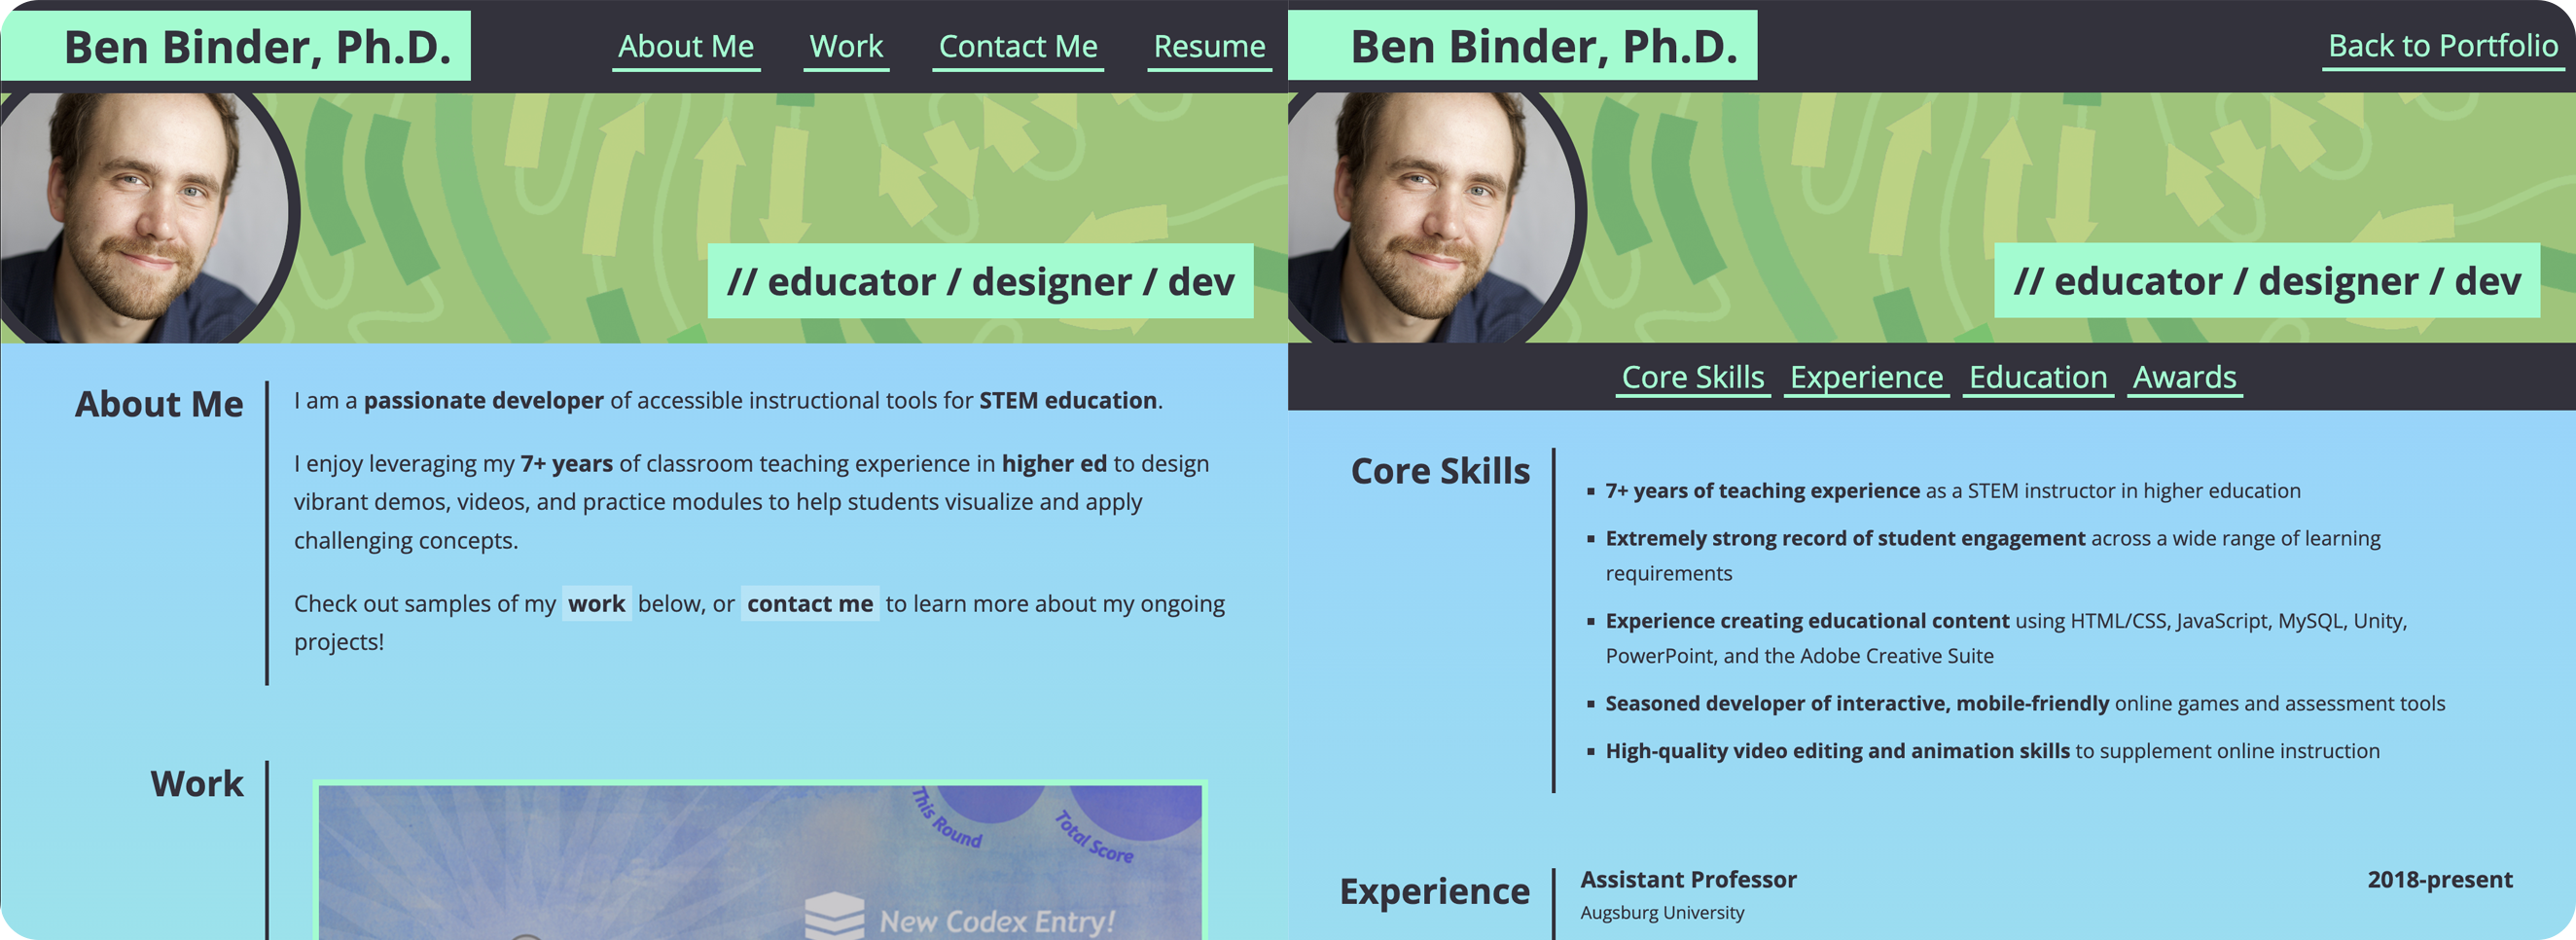 Ben Binder, Ph.D.
About Me
Work
Contact Me
Resume
// educator / designer / dev
About Me
I am a passionate developer of accessible instructional tools for STEM education.
I enjoy leveraging my 7+ years of classroom teaching experience in higher ed to design
vibrant demos, videos, and practice modules to help students visualize and apply
challenging concepts.
Check out samples of my work below, or contact me to learn more about my ongoing
projects!
Work
This Round
Total Score
New Codex Entry!
Ben Binder, Ph.D.
Back to Portfolio
// educator / designer / dev
Core Skills
Experience
Education
Awards
Core Skills
7+ years of teaching experience as a STEM instructor in higher education
Extremely strong record of student engagement across a wide range of learning
requirements
Experience creating educational content using HTML/CSS, JavaScript, MySQL, Unity,
PowerPoint, and the Adobe Creative Suite
Seasoned developer of interactive, mobile-friendly online games and assessment tools
High-quality video editing and animation skills to supplement online instruction
Experience
Assistant Professor
2018-present
Augsburg University